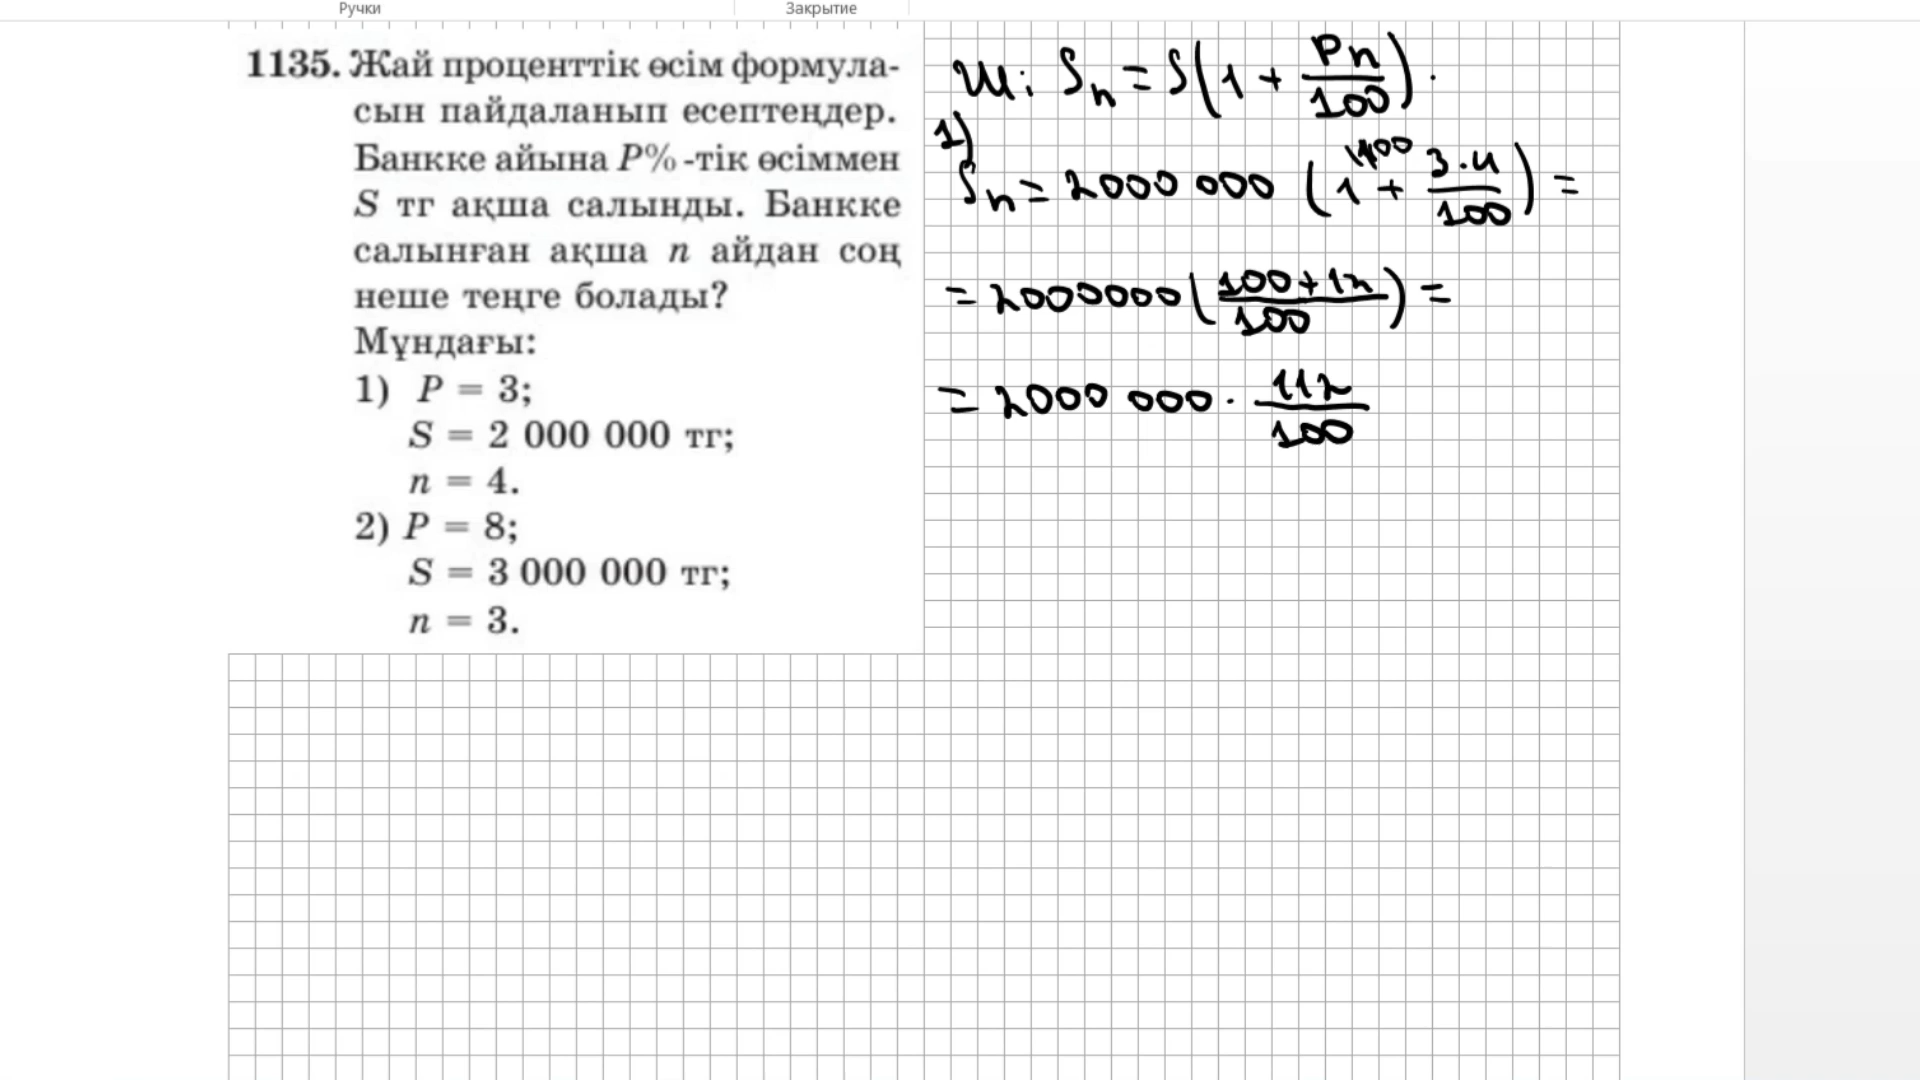 Ручки Закрытие
1135. Жай проценттік өсім формула-
сын пайдаланып есептеңдер.
Банкке айына P% -тік өсіммен
S тг ақша салынды. Банкке
салынған ақша n айдан соң
неше теңге болады?
Мұндағы:
1) P = 3;
S = 2 000 000 тг;
n = 4.
2) P = 8;
S = 3 000 000 тг;
n = 3.
Ш: Sn = S(1 + Pn/100).
1)
Sn = 2000 000 (1 + 3·4/100) =
= 2000000 (100+12/100) =
= 2000 000 · 112/100